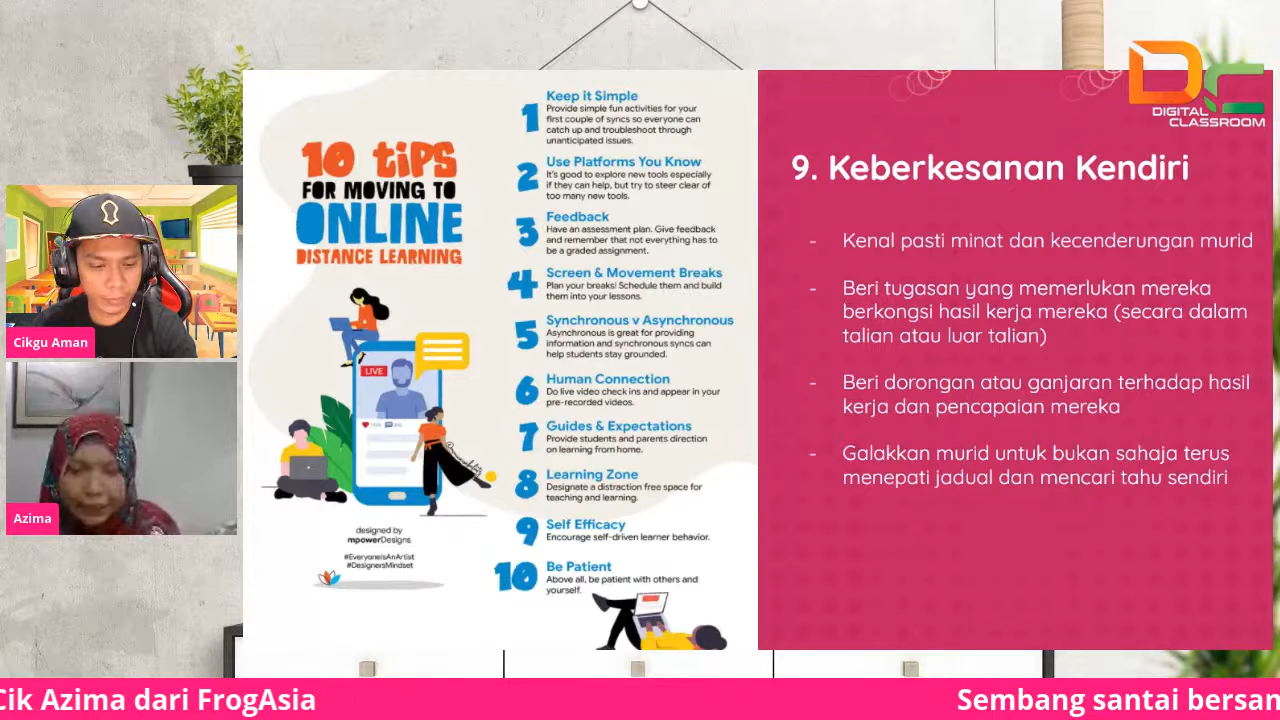 DIGITAL
CLASSROOM
10 tiPS
FOR MOVING TO
ONLINE
DISTANCE LEARNING
LIVE
designed by
mpowerDesigns
#EveryoneIsAnArtist
#DesignersMindset
1 Keep it Simple
Provide simple fun activities for your
first couple of syncs so everyone can
catch up and troubleshoot through
unanticipated issues.
2 Use Platforms You Know
It's good to explore new tools especially
if they can help, but try to steer clear of
too many new tools.
3 Feedback
Have an assessment plan. Give feedback
and remember that not everything has to
be a graded assignment.
4 Screen & Movement Breaks
Plan your breaks! Schedule them and build
them into your lessons.
5 Synchronous v Asynchronous
Asynchronous is great for providing
information and synchronous syncs can
help students stay grounded.
6 Human Connection
Do live video check ins and appear in your
pre-recorded videos.
7 Guides & Expectations
Provide students and parents direction
on learning from home.
8 Learning Zone
Designate a distraction free space for
teaching and learning.
9 Self Efficacy
Encourage self-driven learner behavior.
10 Be Patient
Above all, be patient with others and
yourself.
9. Keberkesanan Kendiri
- Kenal pasti minat dan kecenderungan murid
- Beri tugasan yang memerlukan mereka
berkongsi hasil kerja mereka (secara dalam
talian atau luar talian)
- Beri dorongan atau ganjaran terhadap hasil
kerja dan pencapaian mereka
- Galakkan murid untuk bukan sahaja terus
menepati jadual dan mencari tahu sendiri
Cikgu Aman
Azima
Cik Azima dari FrogAsia
Sembang santai bersam